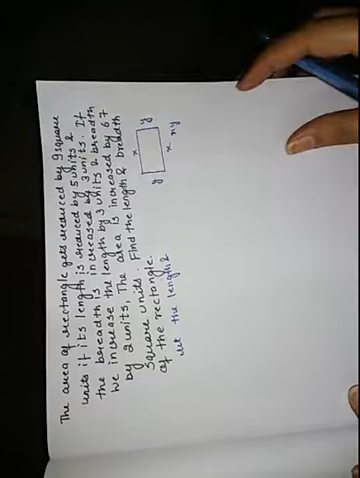 The area of rectangle gets reduced by 9 square
units if its length is reduced by 5 units &
the breadth is increased by 3 units. If
we increase the length by 3 units & breadth
by 2 units, The area is increased by 67
square units. Find the length & breadth
of the rectangle.
Let the length
x
y
y
x
xy